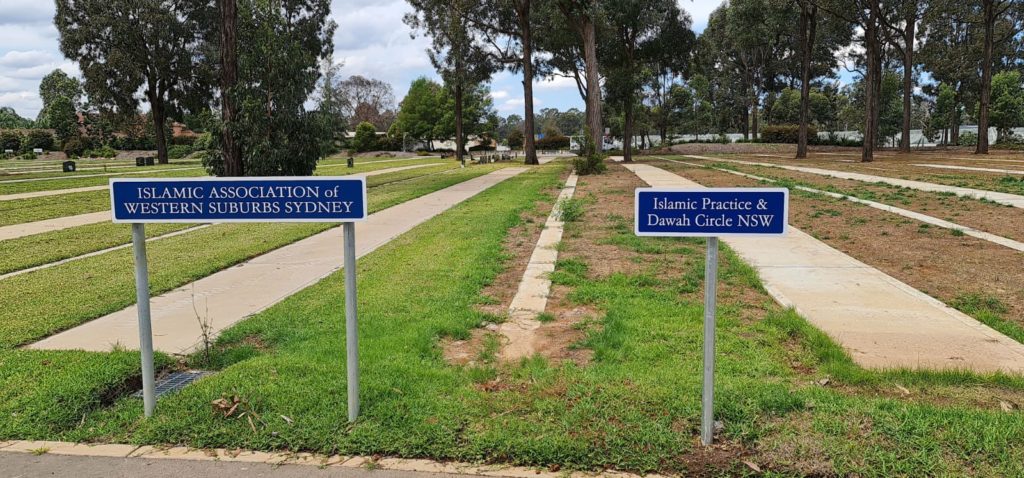 ISLAMIC ASSOCIATION of
WESTERN SUBURBS SYDNEY
Islamic Practice &
Dawah Circle NSW